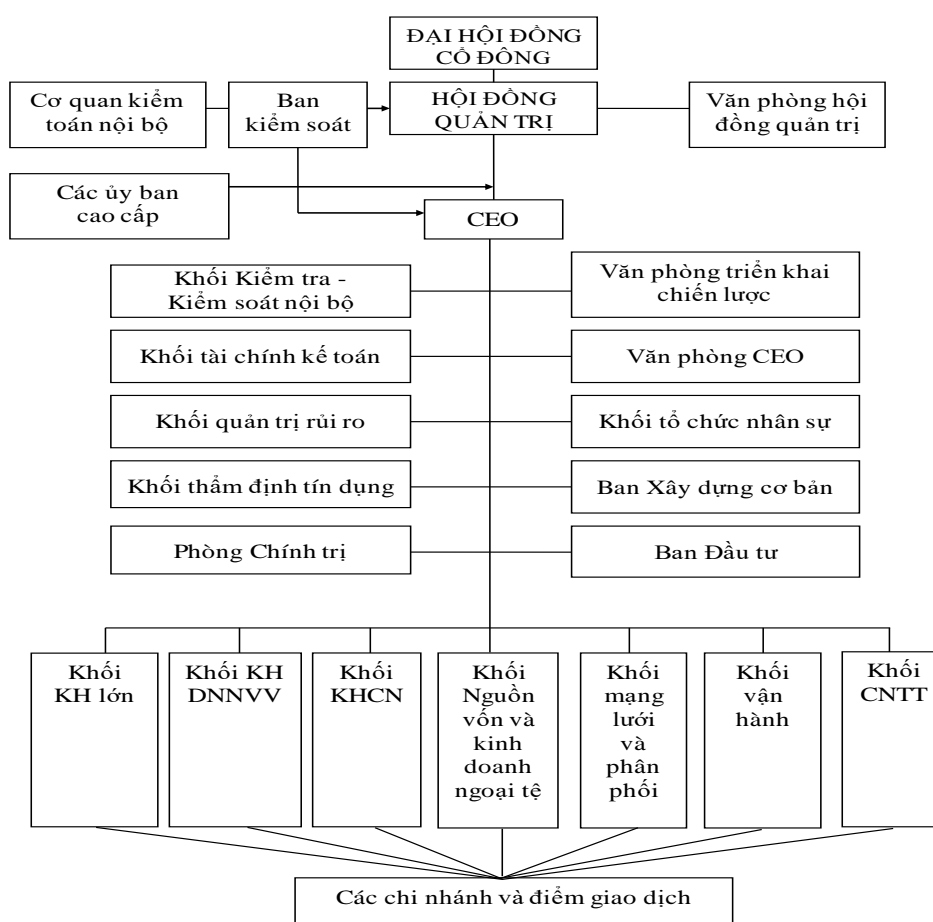 ĐẠI HỘI ĐỒNG
CỔ ĐÔNG
Cơ quan kiểm
toán nội bộ
Ban
kiểm soát
HỘI ĐỒNG
QUẢN TRỊ
Văn phòng hội
đồng quản trị
Các ủy ban
cao cấp
CEO
Khối Kiểm tra -
Kiểm soát nội bộ
Văn phòng triển khai
chiến lược
Khối tài chính kế toán
Văn phòng CEO
Khối quản trị rủi ro
Khối tổ chức nhân sự
Khối thẩm định tín dụng
Ban Xây dựng cơ bản
Phòng Chính trị
Ban Đầu tư
Khối
KH lớn
Khối KH
DNNVV
Khối
KHCN
Khối
Nguồn
vốn và
kinh
doanh
ngoại tệ
Khối
mạng
lưới
và
phân
phối
Khối
vận
hành
Khối
CNTT
Các chi nhánh và điểm giao dịch